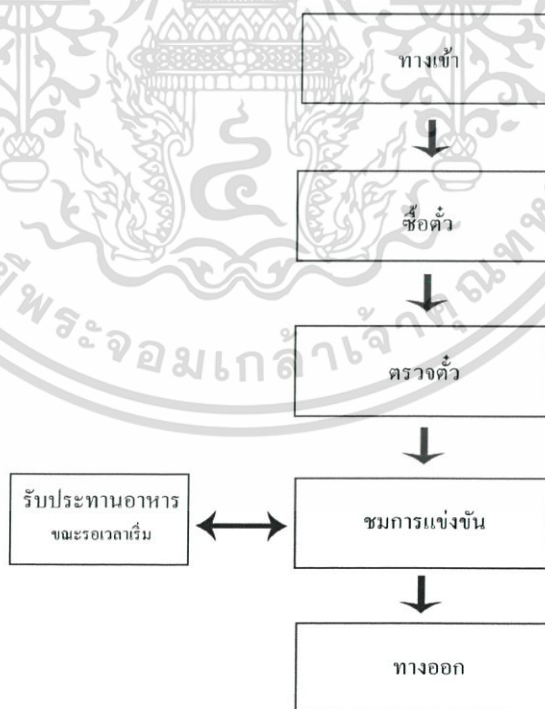 ทางเข้า
ซื้อตั๋ว
ตรวจตั๋ว
รับประทานอาหาร
ขณะรอเวลาเริ่ม
ชมการแข่งขัน
ทางออก